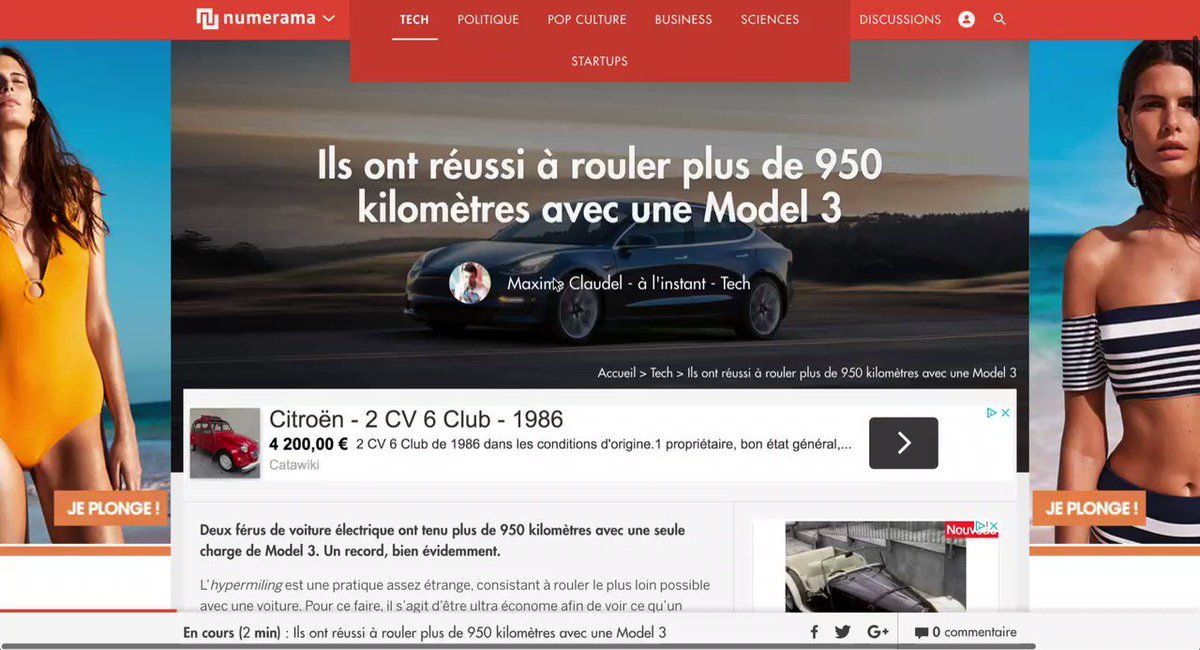 numerama
TECH
POLITIQUE
POP CULTURE
BUSINESS
SCIENCES
STARTUPS
DISCUSSIONS
Ils ont réussi à rouler plus de 950
kilomètres avec une Model 3
Maxime Claudel - à l'instant - Tech
Accueil > Tech > Ils ont réussi à rouler plus de 950 kilomètres avec une Model 3
Citroën - 2 CV 6 Club - 1986
4 200,00 € 2 CV 6 Club de 1986 dans les conditions d'origine.1 propriétaire, bon état général,...
Catawiki
JE PLONGE !
JE PLONGE !
Deux férus de voiture électrique ont tenu plus de 950 kilomètres avec une seule
charge de Model 3. Un record, bien évidemment.
L'hypermiling est une pratique assez étrange, consistant à rouler le plus loin possible
avec une voiture. Pour ce faire, il s'agit d'être ultra économe afin de voir ce qu'un
En cours (2 min) : Ils ont réussi à rouler plus de 950 kilomètres avec une Model 3
G+
0 commentaire